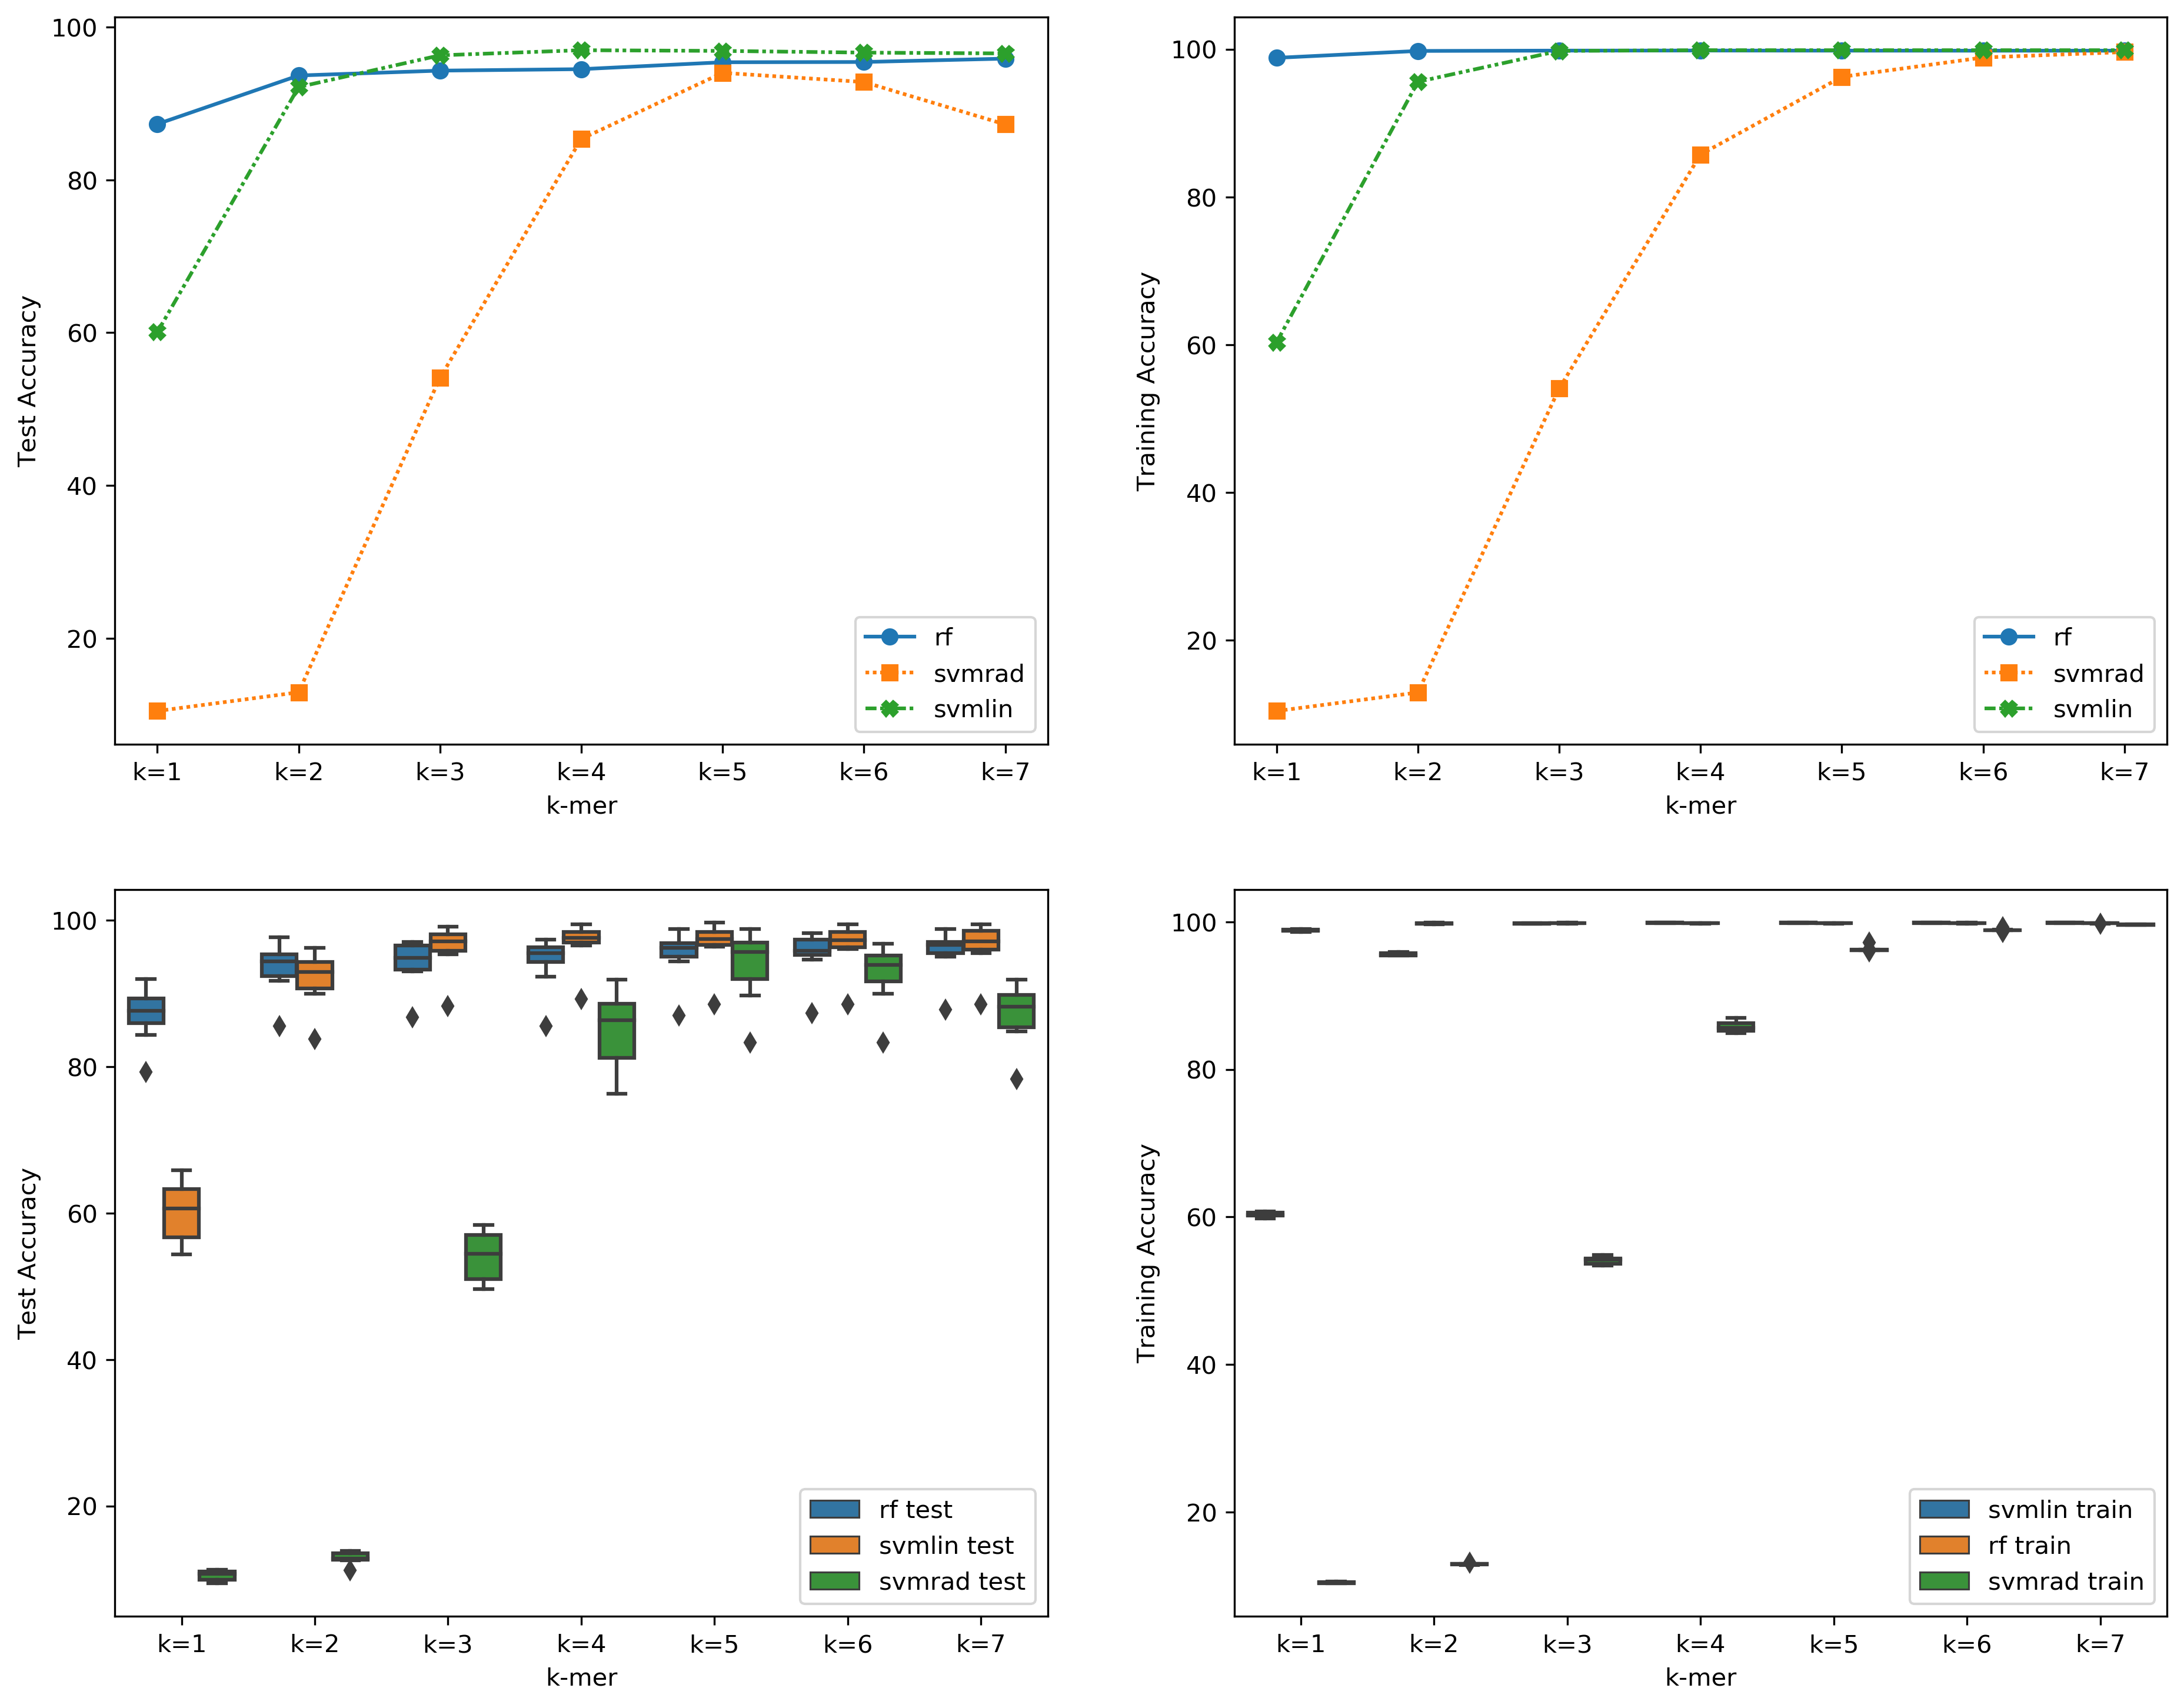 100
80
60
40
20
Test Accuracy
k=1 k=2 k=3 k=4 k=5 k=6 k=7
k-mer
rf
svmrad
svmlin
100
80
60
40
20
Training Accuracy
k=1 k=2 k=3 k=4 k=5 k=6 k=7
k-mer
rf
svmrad
svmlin
100
80
60
40
20
Test Accuracy
k=1 k=2 k=3 k=4 k=5 k=6 k=7
k-mer
rf test
svmlin test
svmrad test
100
80
60
40
20
Training Accuracy
k=1 k=2 k=3 k=4 k=5 k=6 k=7
k-mer
svmlin train
rf train
svmrad train